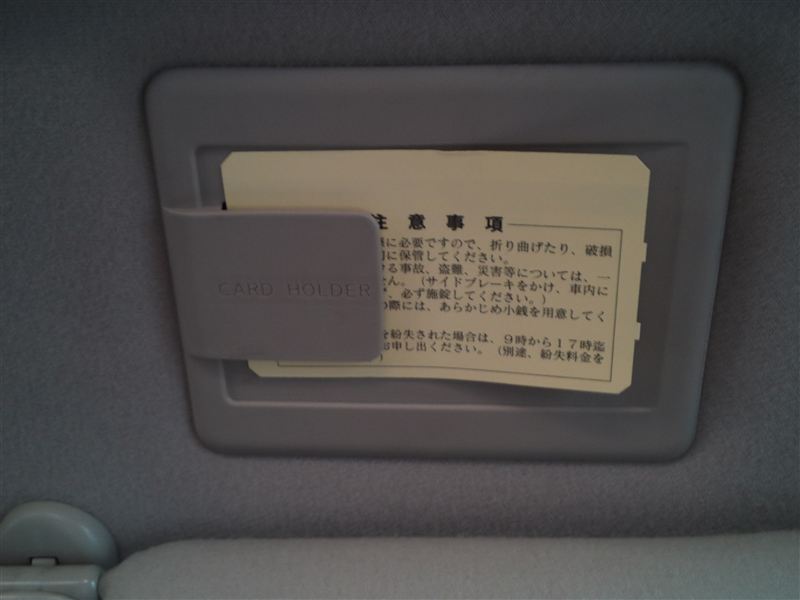 注意事項
に必要ですので、折り曲げたり、破損
に保管してください。
る事故、盗難、災害等については、一
せん。(サイドブレーキをかけ、車内に
、必ず施錠してください。)
CARD HOLDER
の際には、あらかじめ小銭を用意してく
を紛失された場合は、9時から17時迄
お申し出ください。(別途、紛失料金を
)